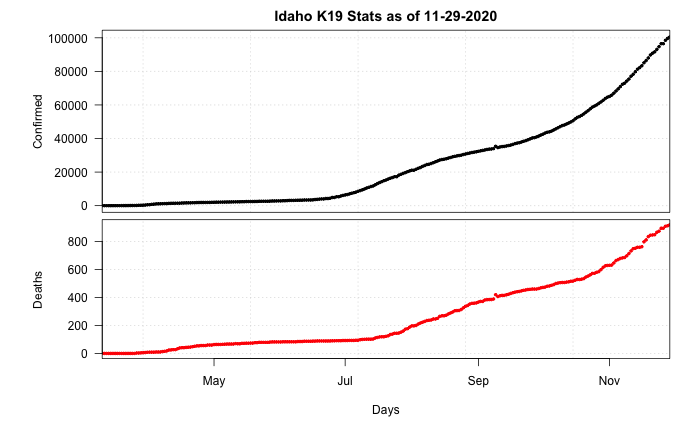 Idaho K19 Stats as of 11-29-2020
100000
80000
60000
40000
20000
0
Confirmed
800
600
400
200
0
Deaths
May Jul Sep Nov
Days